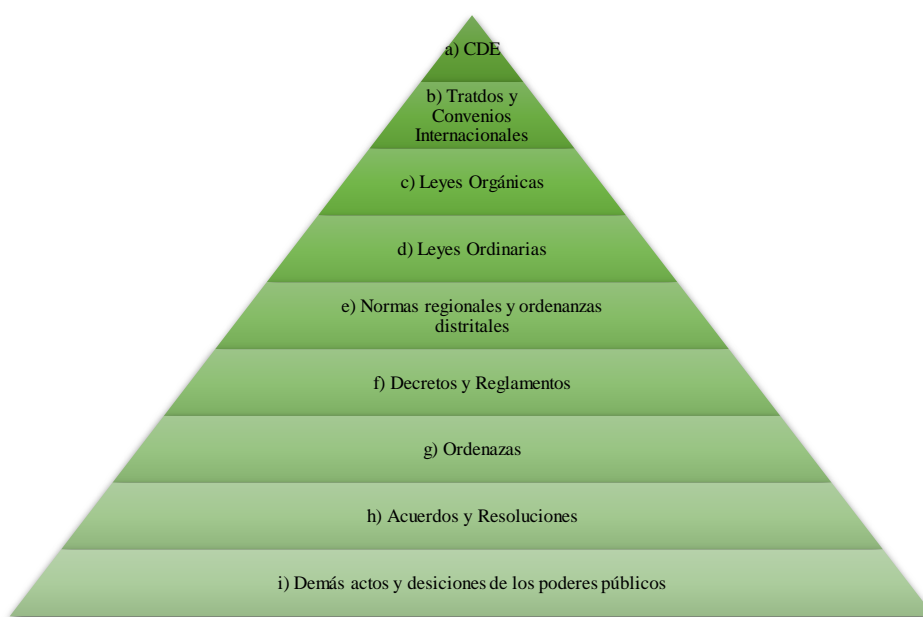 a) CDE
b) Tratdos y
Convenios
Internacionales
c) Leyes Orgánicas
d) Leyes Ordinarias
e) Normas regionales y ordenanzas
distritales
f) Decretos y Reglamentos
g) Ordenazas
h) Acuerdos y Resoluciones
i) Demás actos y desiciones de los poderes públicos